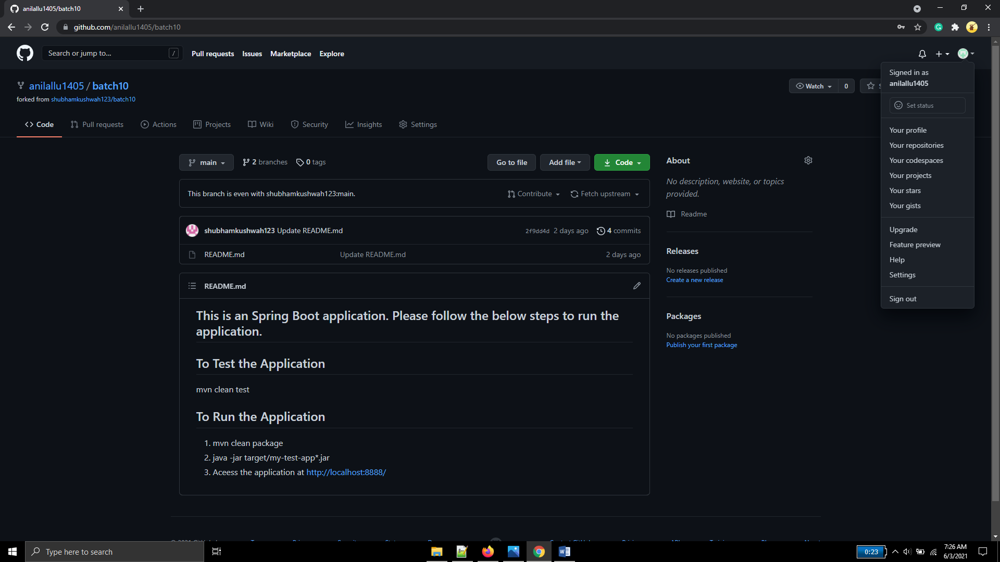 anilallu1405/batch10
github.com/anilallu1405/batch10
Search or jump to...
/
Pull requests
Issues
Marketplace
Explore
anilallu1405 / batch10
forked from shubhamkushwah123/batch10
Watch
0
Signed in as
anilallu1405
Set status
Your profile
Your repositories
Your codespaces
Your projects
Your stars
Your gists
Upgrade
Feature preview
Help
Settings
Sign out
Code
Pull requests
Actions
Projects
Wiki
Security
Insights
Settings
main
2 branches
0 tags
Go to file
Add file
Code
This branch is even with shubhamkushwah123:main.
Contribute
Fetch upstream
shubhamkushwah123 Update README.md
2f9dd4d 2 days ago
4 commits
README.md
Update README.md
2 days ago
README.md
This is an Spring Boot application. Please follow the below steps to run the
application.
To Test the Application
mvn clean test
To Run the Application
1. mvn clean package
2. java -jar target/my-test-app*.jar
3. Aceess the application at http://localhost:8888/
About
No description, website, or topics
provided.
Readme
Releases
No releases published
Create a new release
Packages
No packages published
Publish your first package
Type here to search
0:23
7:26 AM
6/3/2021